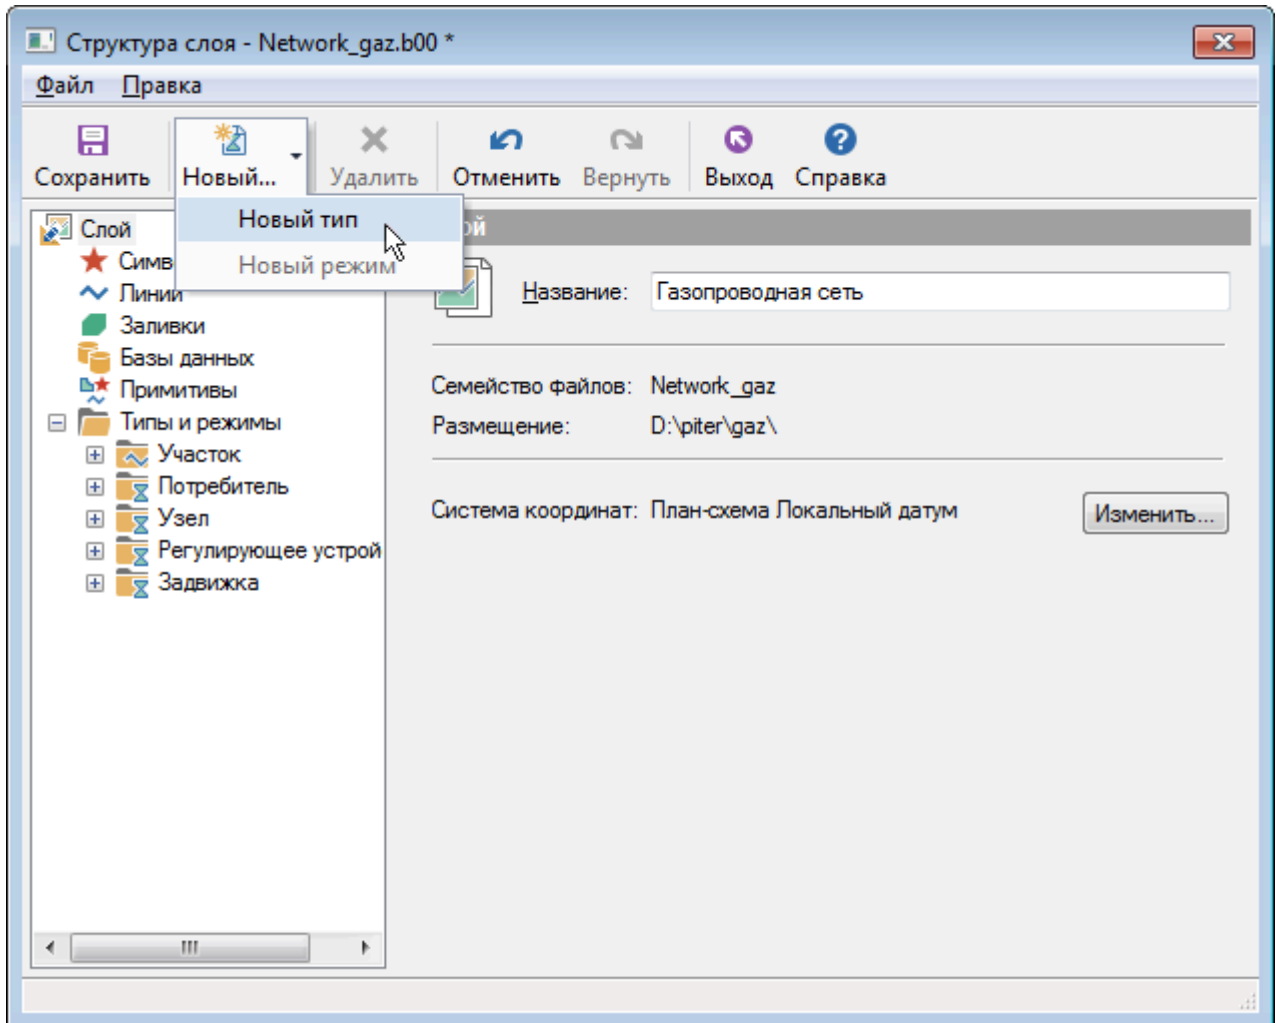 Структура слоя - Network_gaz.b00 *
Файл Правка
Сохранить Новый... Удалить Отменить Вернуть Выход Справка
Новый тип
Новый режим
Слой
Симв
Линии
Заливки
Базы данных
Примитивы
Типы и режимы
Участок
Потребитель
Узел
Регулирующее устрой
Задвижка
ой
Название: Газопроводная сеть
Семейство файлов: Network_gaz
Размещение: D:\piter\gaz\
Система координат: План-схема Локальный датум Изменить...